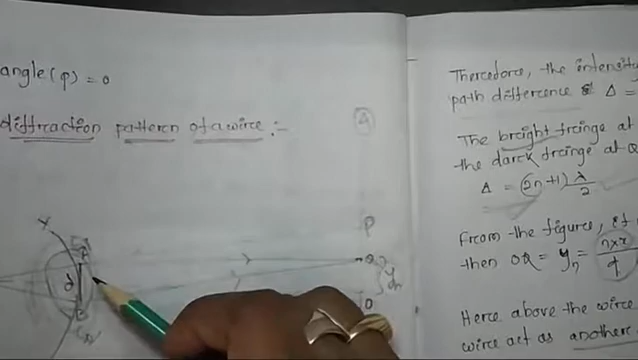 angle(φ) = 0
diffraction pattern of a wire :-
A
P
X
d
Q
O
Therefore, the intensity
path difference Δ =
The bright fringe at
the dark fringe at Q
Δ = (2n+1) λ/2
From the figure, if
then OQ = yn =
Here above the wire
wire act as another